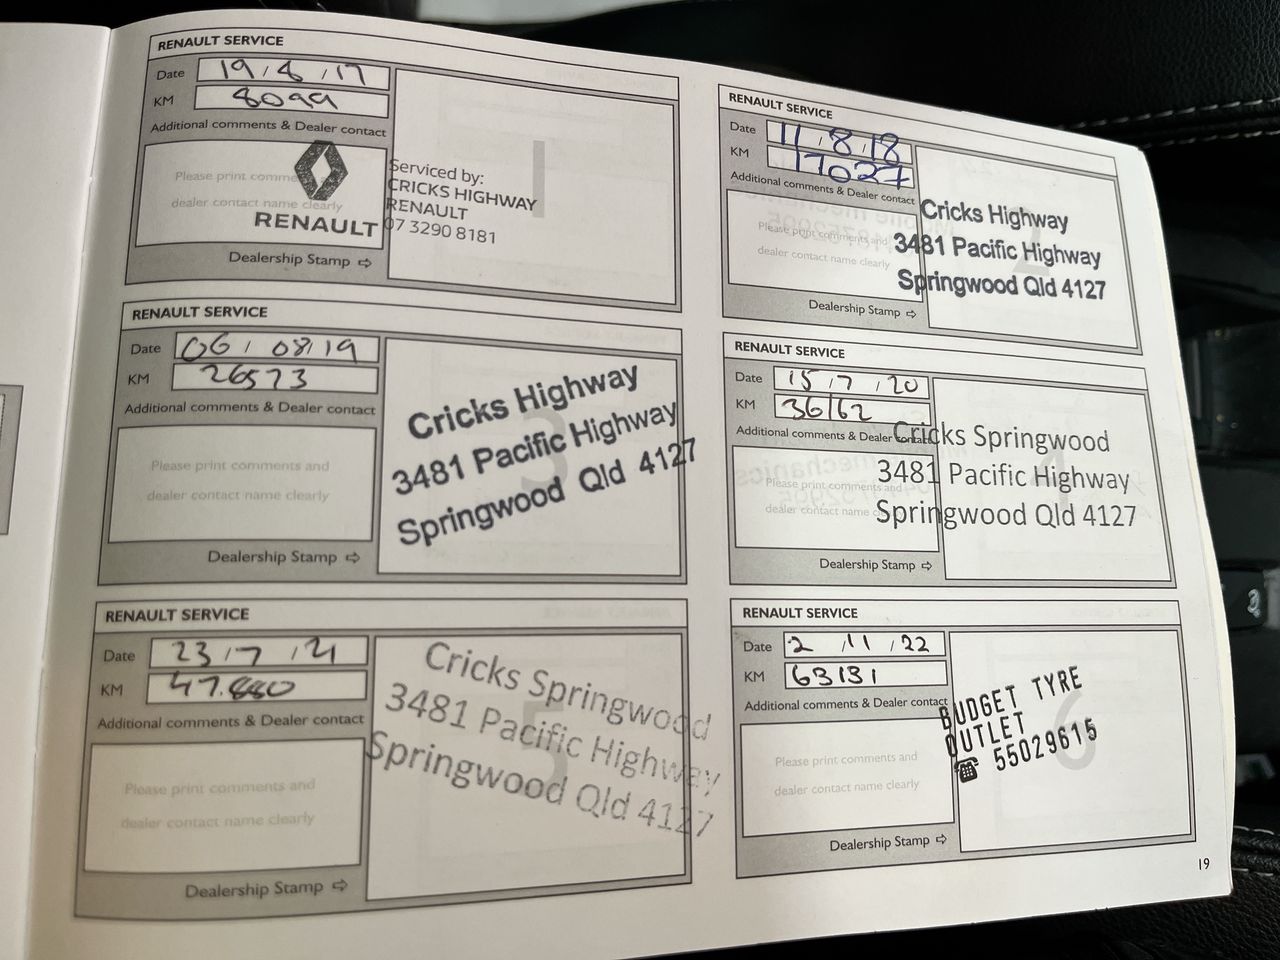 RENAULT SERVICE
Date 19/8/17
KM 8099
Additional comments & Dealer contact
Please print comme
dealer contact name clearly
RENAULT
Dealership Stamp ⇨
Serviced by:
CRICKS HIGHWAY
RENAULT
07 3290 8181
1
RENAULT SERVICE
Date 11/8/18
KM 17027
Additional comments & Dealer contact
Please print comments and
dealer contact name clearly
Dealership Stamp ⇨
Cricks Highway
3481 Pacific Highway
Springwood Qld 4127
2
RENAULT SERVICE
Date 06/08/19
KM 26573
Additional comments & Dealer contact
Please print comments and
dealer contact name clearly
Dealership Stamp ⇨
Cricks Highway
3481 Pacific Highway
Springwood Qld 4127
3
RENAULT SERVICE
Date 15/7/20
KM 36162
Additional comments & Dealer contact
Please print comments and
dealer contact name
Dealership Stamp ⇨
Cricks Springwood
3481 Pacific Highway
Springwood Qld 4127
4
RENAULT SERVICE
Date 23/7/21
KM 47.880
Additional comments & Dealer contact
Please print comments and
dealer contact name clearly
Dealership Stamp ⇨
Cricks Springwood
3481 Pacific Highway
Springwood Qld 4127
5
RENAULT SERVICE
Date 2/11/22
KM 63131
Additional comments & Dealer contact
Please print comments and
dealer contact name clearly
Dealership Stamp ⇨
BUDGET TYRE
OUTLET
☎ 55029615
6
19